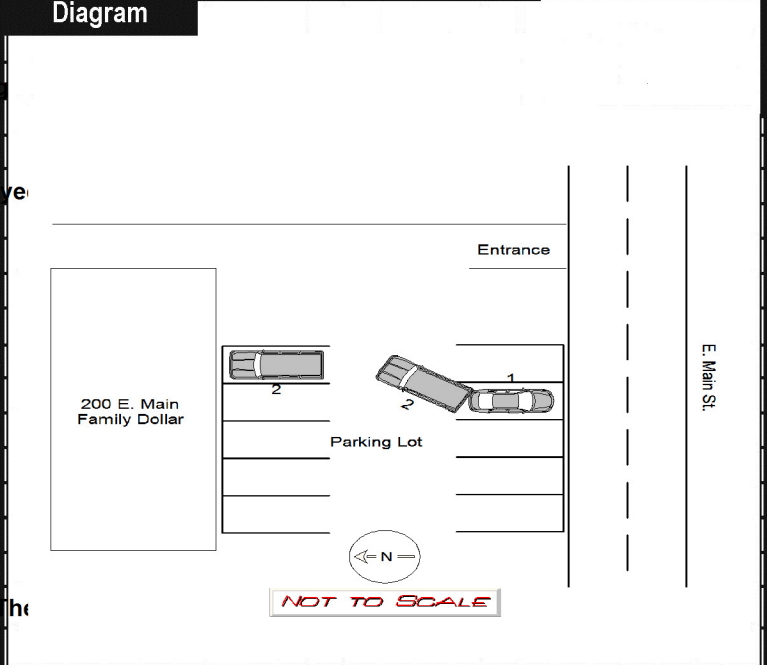 Diagram
Entrance
E. Main St.
1
2
2
200 E. Main
Family Dollar
Parking Lot
N
NOT TO SCALE